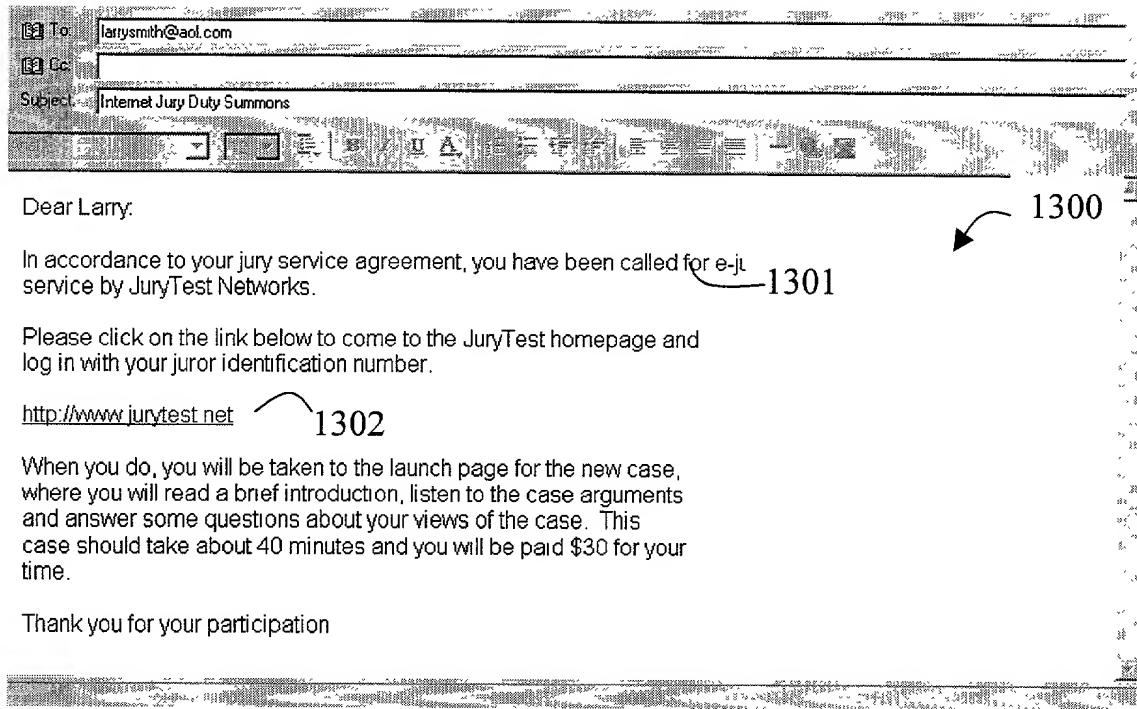 To: larrysmith@aol.com
Cc:
Subject: Internet Jury Duty Summons
B I U A
Dear Larry:
1300
In accordance to your jury service agreement, you have been called for
1301
service by JuryTest Networks.
Please click on the link below to come to the JuryTest homepage and
log in with your juror identification number.
http://www.jurytest.net
1302
When you do, you will be taken to the launch page for the new case,
where you will read a brief introduction, listen to the case arguments
and answer some questions about your views of the case. This
case should take about 40 minutes and you will be paid $30 for your
time.
Thank you for your participation